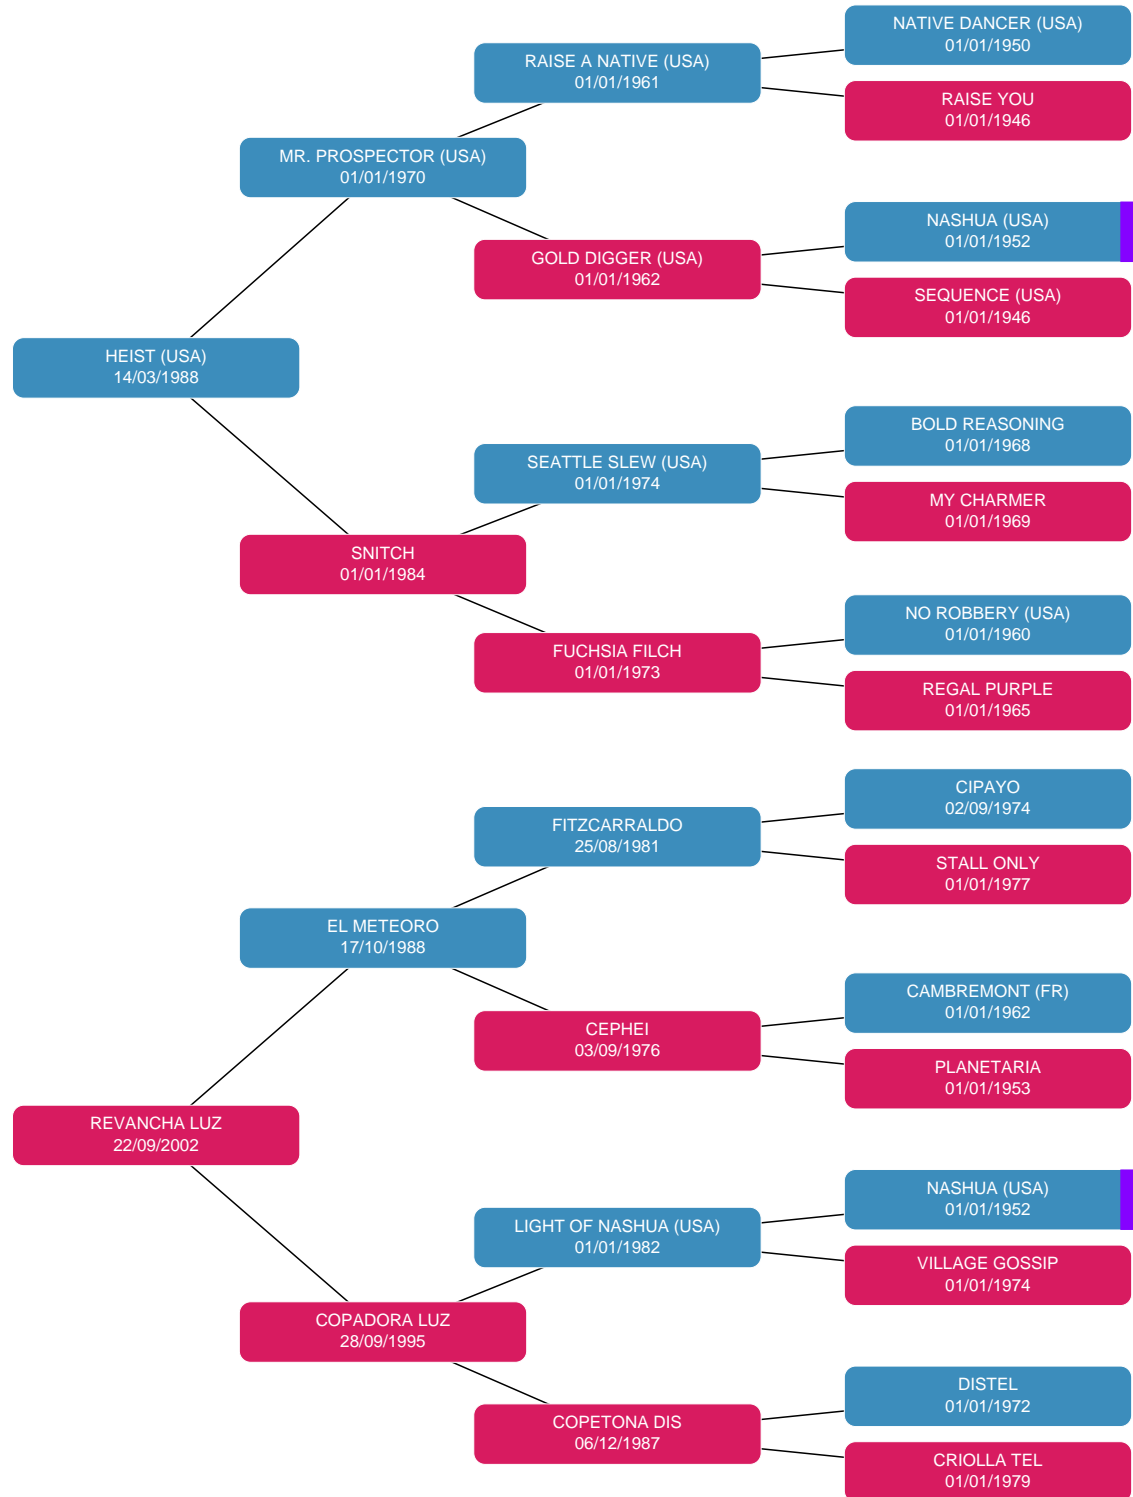 NATIVE DANCER (USA)
01/01/1950
RAISE A NATIVE (USA)
01/01/1961
RAISE YOU
01/01/1946
MR. PROSPECTOR (USA)
01/01/1970
NASHUA (USA)
01/01/1952
GOLD DIGGER (USA)
01/01/1962
SEQUENCE (USA)
01/01/1946
HEIST (USA)
14/03/1988
BOLD REASONING
01/01/1968
SEATTLE SLEW (USA)
01/01/1974
MY CHARMER
01/01/1969
SNITCH
01/01/1984
NO ROBBERY (USA)
01/01/1960
FUCHSIA FILCH
01/01/1973
REGAL PURPLE
01/01/1965
CIPAYO
02/09/1974
FITZCARRALDO
25/08/1981
STALL ONLY
01/01/1977
EL METEORO
17/10/1988
CAMBREMONT (FR)
01/01/1962
CEPHEI
03/09/1976
PLANETARIA
01/01/1953
REVANCHA LUZ
22/09/2002
NASHUA (USA)
01/01/1952
LIGHT OF NASHUA (USA)
01/01/1982
VILLAGE GOSSIP
01/01/1974
COPADORA LUZ
28/09/1995
DISTEL
01/01/1972
COPETONA DIS
06/12/1987
CRIOLLA TEL
01/01/1979